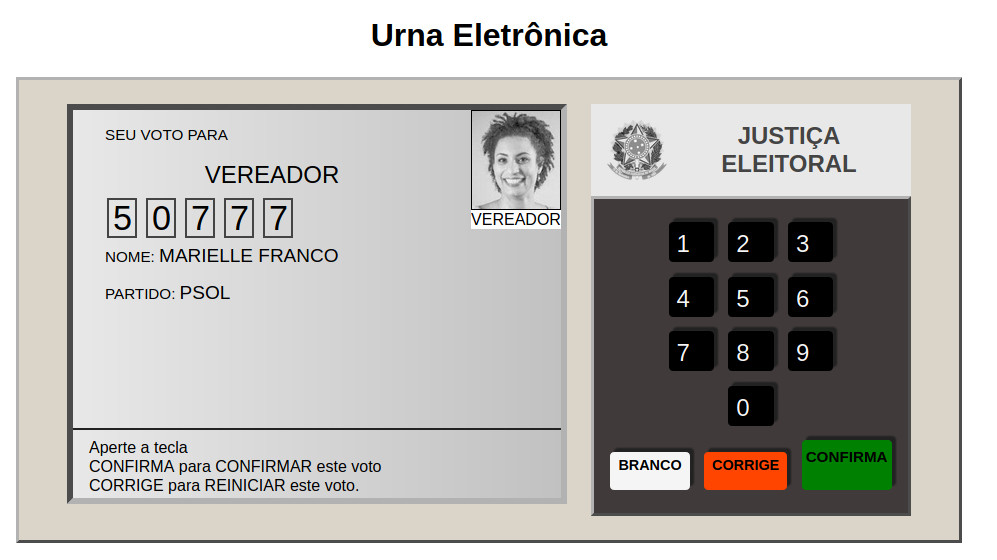 Urna Eletrônica
SEU VOTO PARA
VEREADOR
5 0 7 7 7
NOME: MARIELLE FRANCO
PARTIDO: PSOL
VEREADOR
Aperte a tecla
CONFIRMA para CONFIRMAR este voto
CORRIGE para REINICIAR este voto.
JUSTIÇA
ELEITORAL
1 2 3
4 5 6
7 8 9
0
BRANCO CORRIGE CONFIRMA